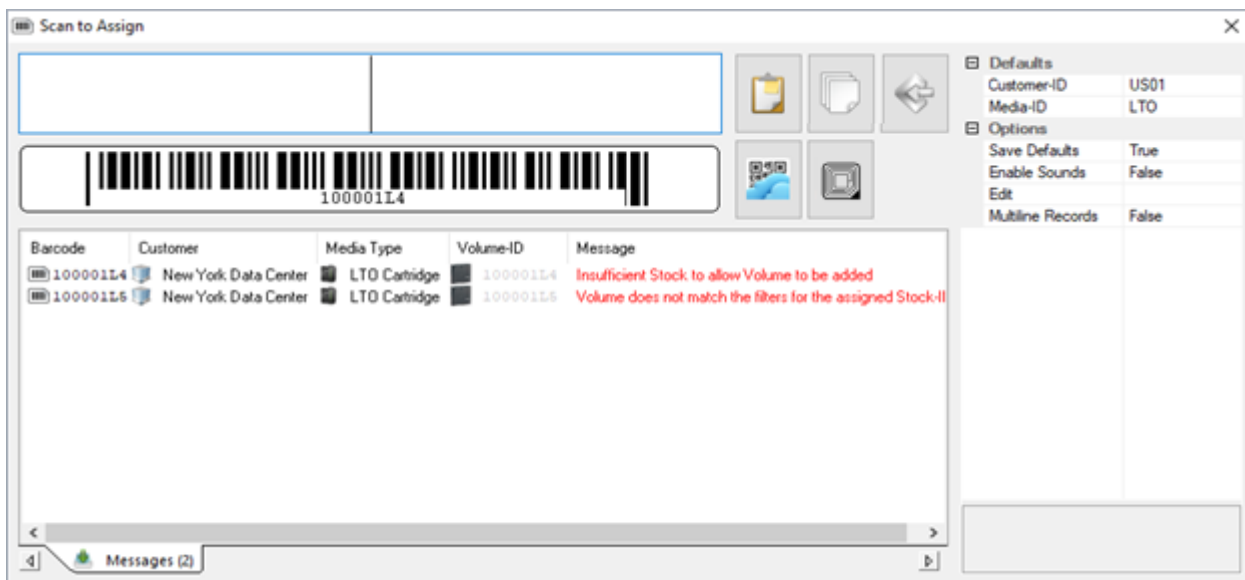 Scan to Assign
100001L4
Barcode Customer Media Type Volume-ID Message
100001L4 New York Data Center LTO Cartridge 100001L4 Insufficient Stock to allow Volume to be added
100001L5 New York Data Center LTO Cartridge 100001L5 Volume does not match the filters for the assigned Stock-I
Messages (2)
Defaults
Customer-ID US01
Media-ID LTO
Options
Save Defaults True
Enable Sounds False
Edit
Multiline Records False